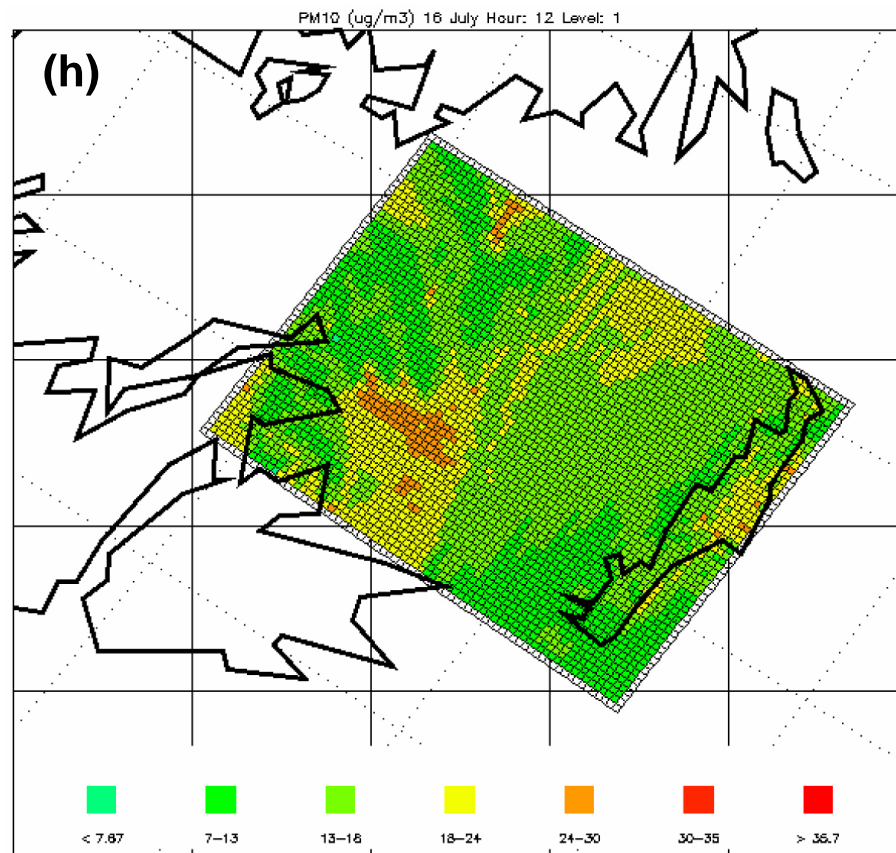 PM10 (ug/m3) 16 July Hour: 12 Level: 1
(h)
< 7.67 7–13 13–18 18–24 24–30 30–35 > 35.7